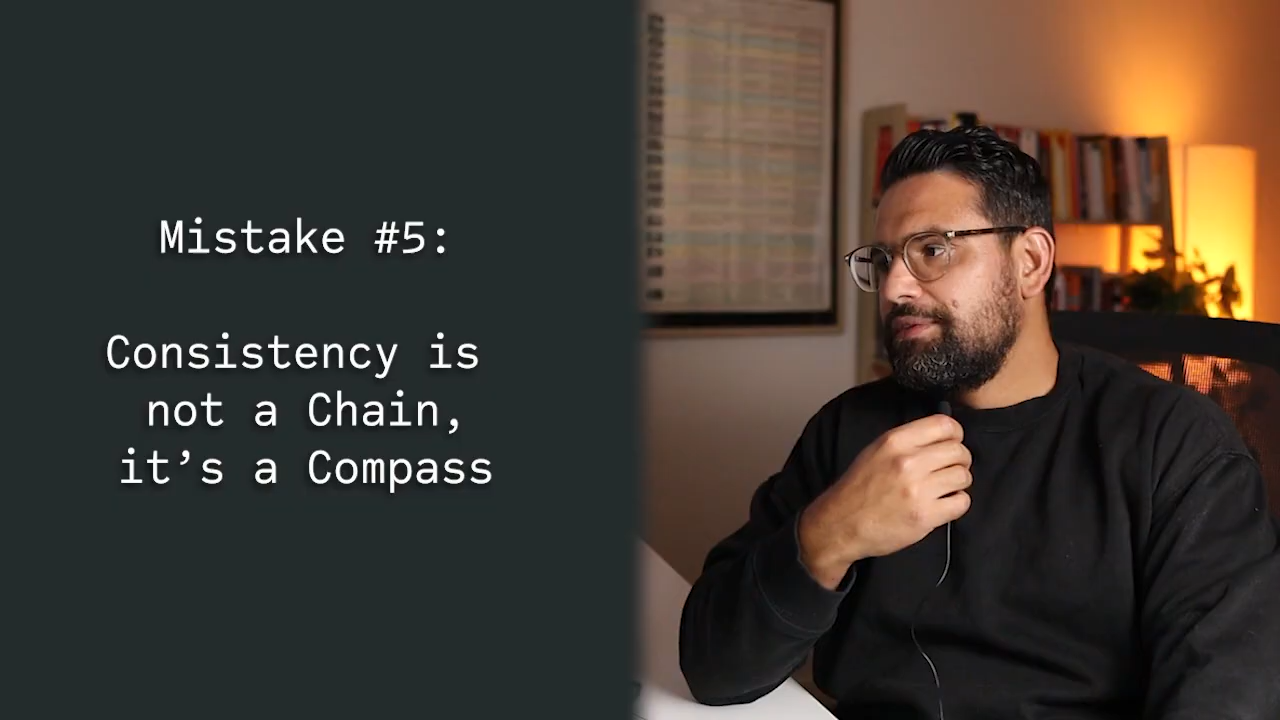 Mistake #5:
Consistency is
not a Chain,
it’s a Compass